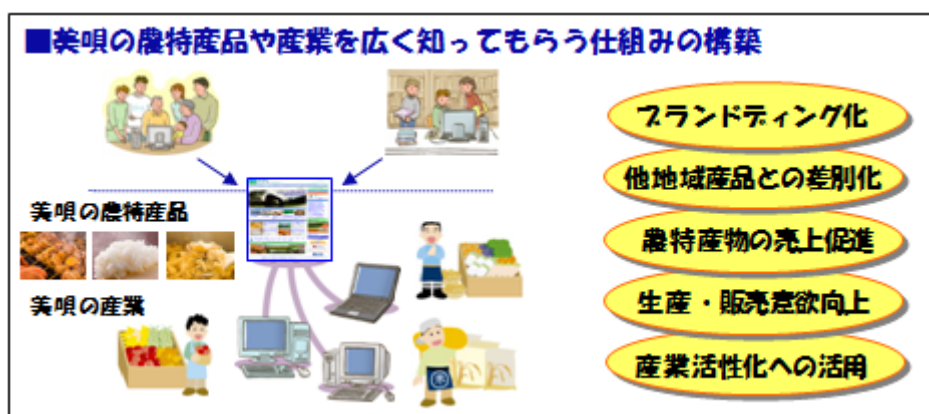 ■美唄の農特産品や産業を広く知ってもらう仕組みの構築
美唄の農特産品
美唄の産業
ブランドディング化
他地域産品との差別化
農特産物の売上促進
生産・販売意欲向上
産業活性化への活用